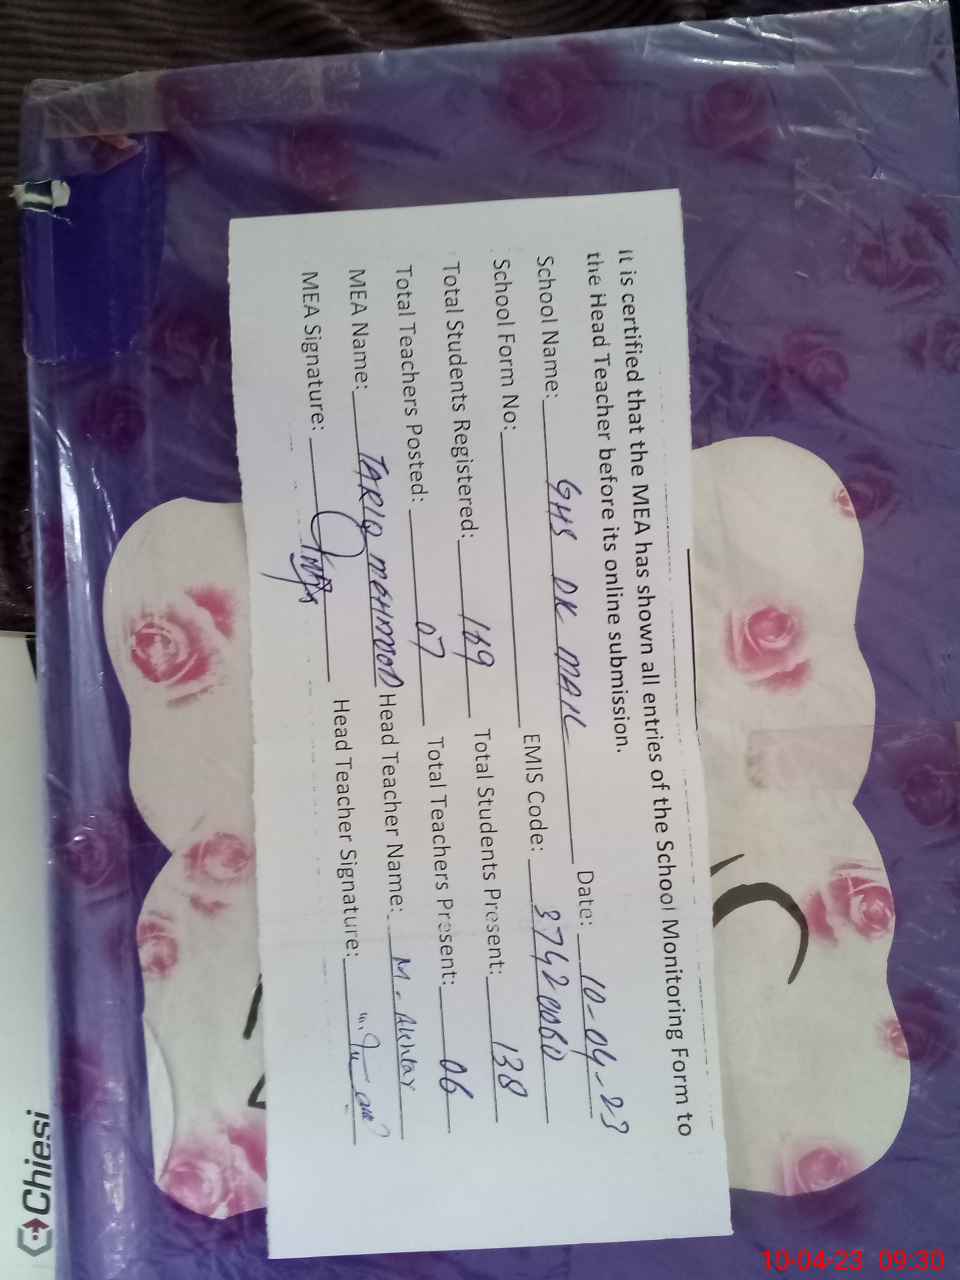 It is certified that the MEA has shown all entries of the School Monitoring Form to
the Head Teacher before its online submission.
School Name: GHS DK MAIL Date: 10-04-23
School Form No: EMIS Code: 37420060
Total Students Registered: 169 Total Students Present: 138
Total Teachers Posted: 07 Total Teachers Present: 06
MEA Name: TARIQ MEHMOOD Head Teacher Name: M. Akhtar
MEA Signature: Head Teacher Signature:
Chiesi
10-04-23 09:30